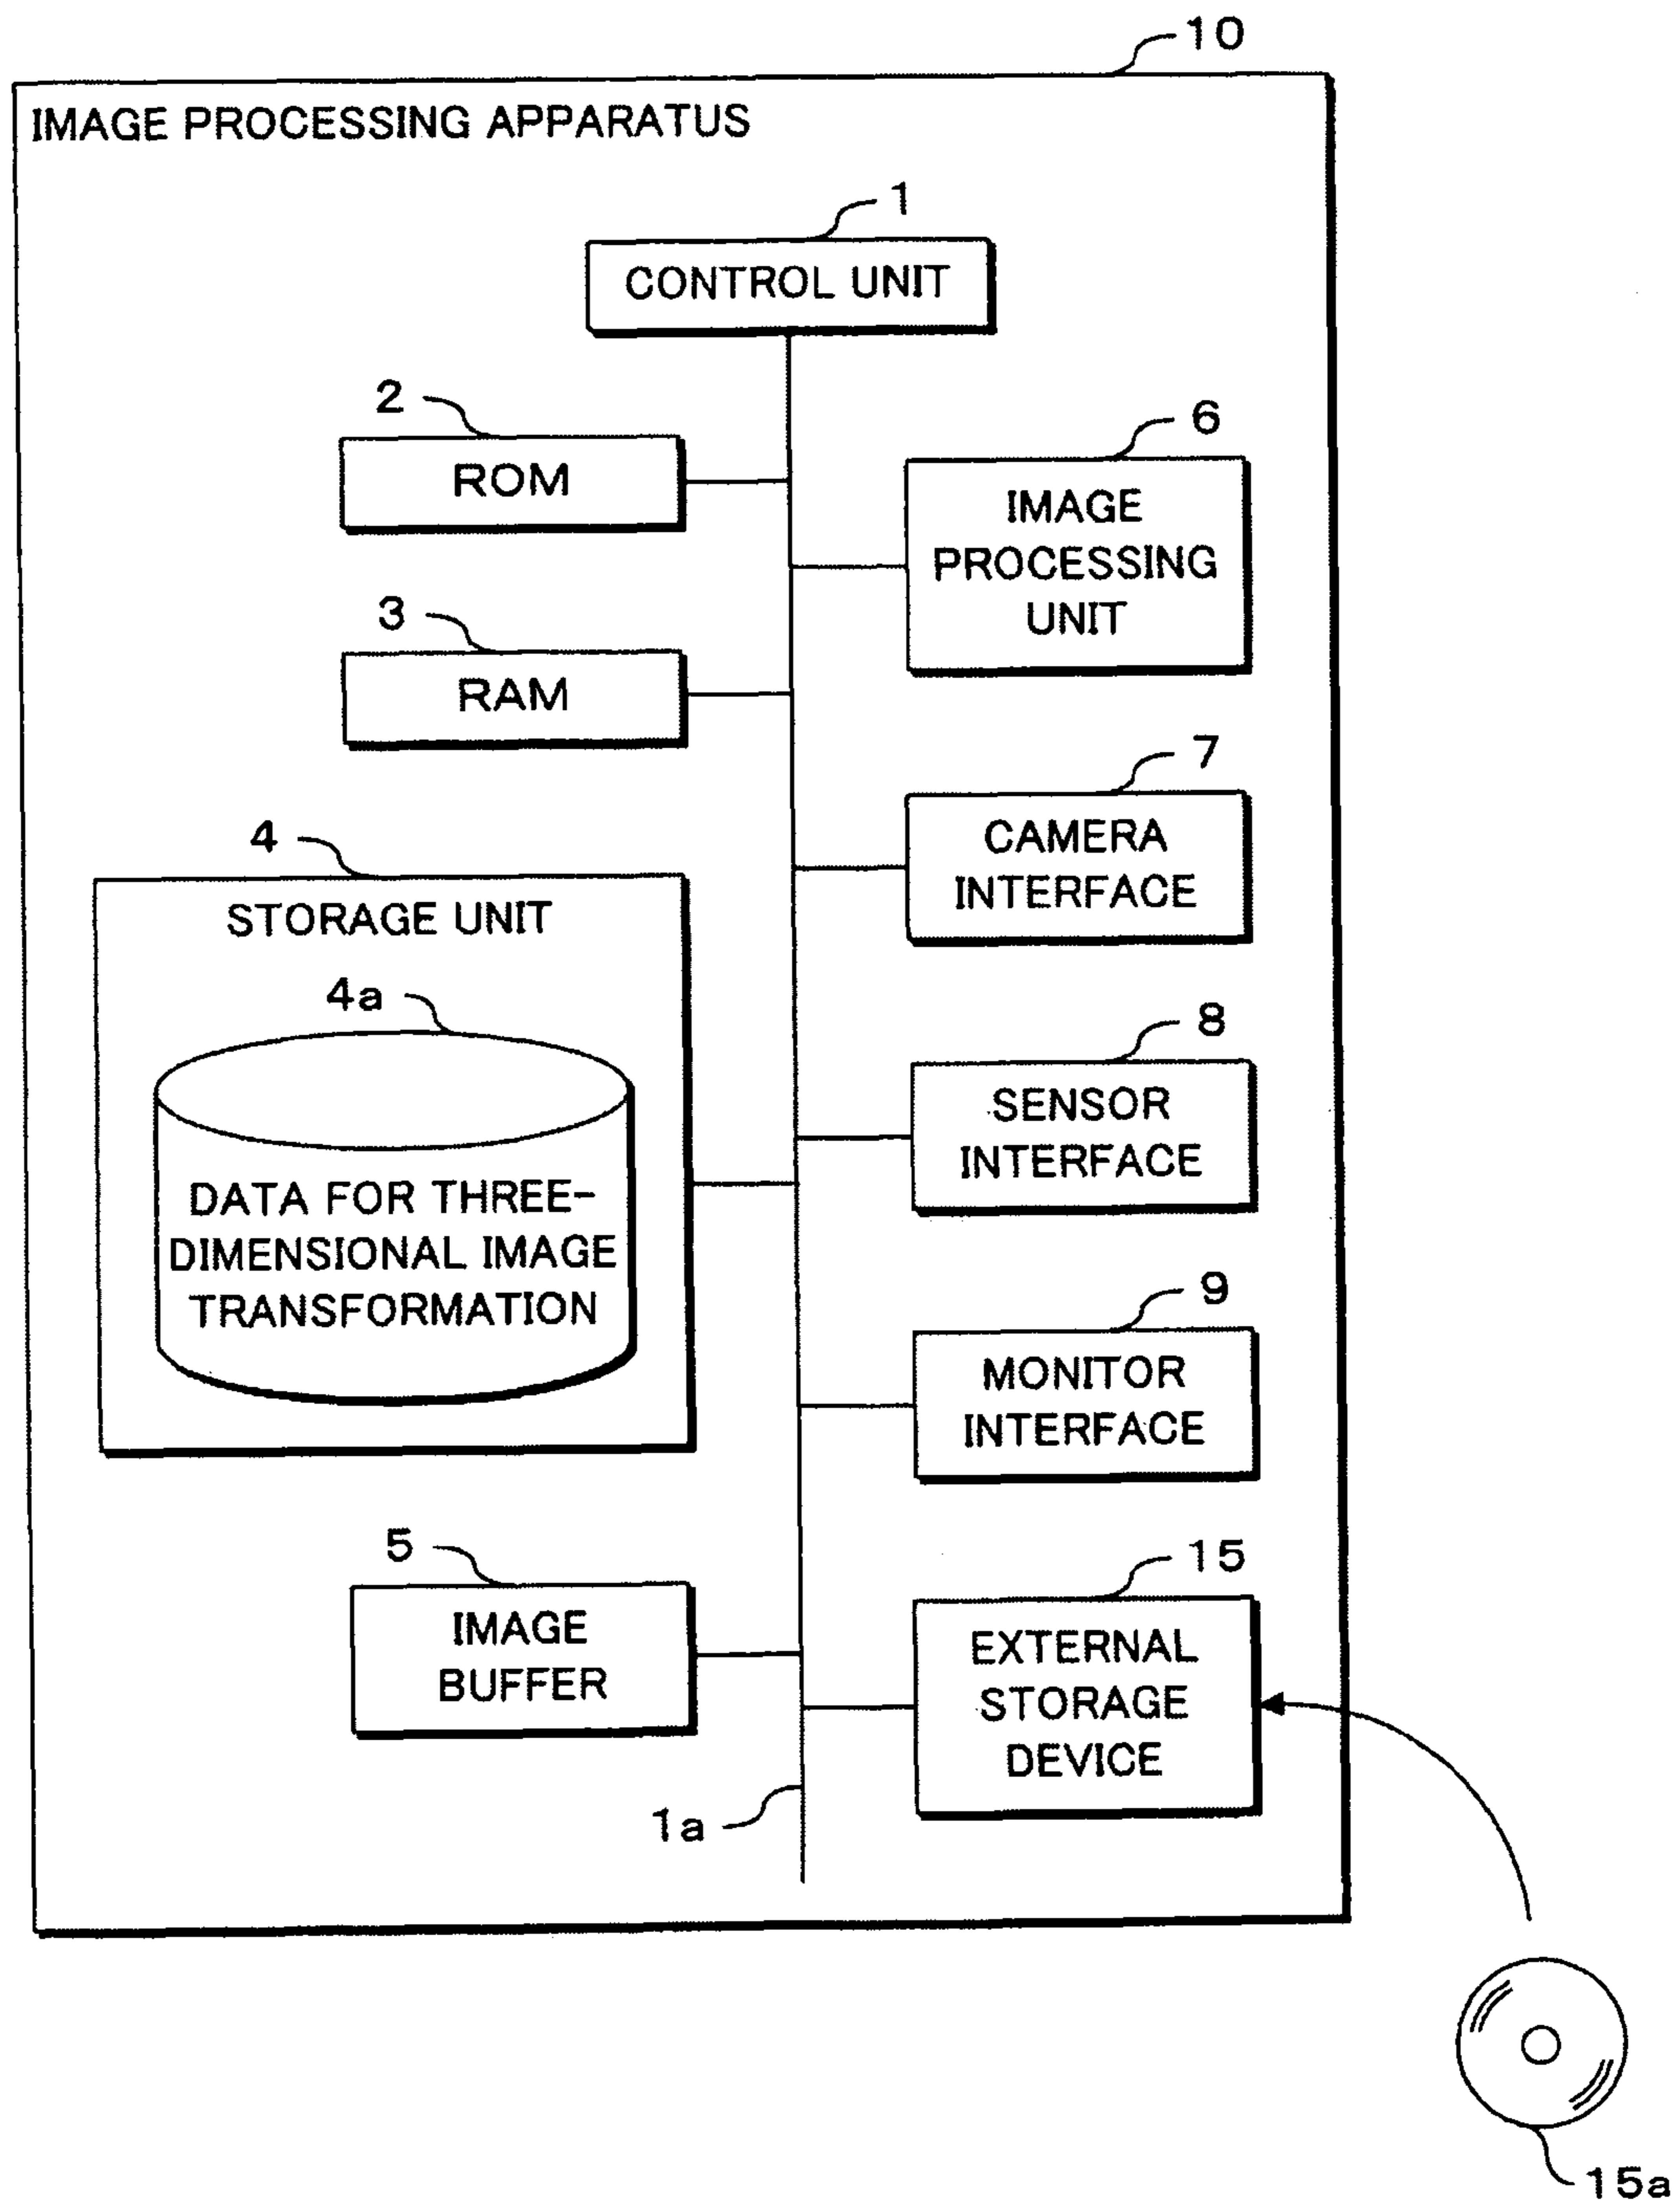 10
IMAGE PROCESSING APPARATUS
1
CONTROL UNIT
2
ROM
6
IMAGE
PROCESSING
UNIT
3
RAM
7
CAMERA
INTERFACE
4
STORAGE UNIT
4a
DATA FOR THREE-
DIMENSIONAL IMAGE
TRANSFORMATION
8
SENSOR
INTERFACE
9
MONITOR
INTERFACE
5
IMAGE
BUFFER
15
EXTERNAL
STORAGE
DEVICE
1a
15a